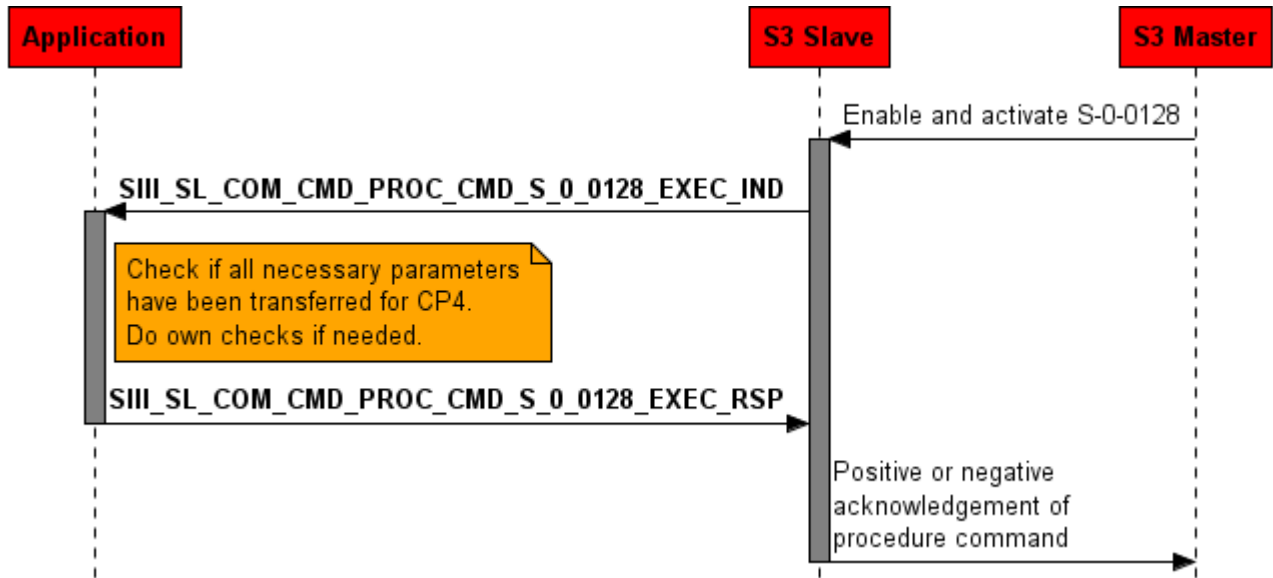 Application
S3 Slave
S3 Master
Enable and activate S-0-0128
SIII_SL_COM_CMD_PROC_CMD_S_0_0128_EXEC_IND
Check if all necessary parameters
have been transferred for CP4.
Do own checks if needed.
SIII_SL_COM_CMD_PROC_CMD_S_0_0128_EXEC_RSP
Positive or negative
acknowledgement of
procedure command